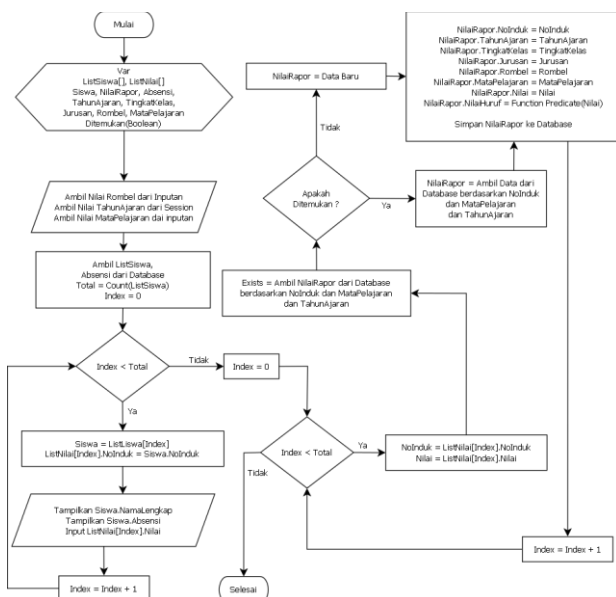 Mulai
Var
ListSiswa[], ListNilai[]
Siswa, NilaiRapor, Absensi,
TahunAjaran, TingkatKelas,
Jurusan, Rombel, MataPelajaran
Ditemukan(Boolean)
Ambil Nilai Rombel dari Inputan
Ambil Nilai TahunAjaran dari Session
Ambil Nilai MataPelajaran dai inputan
Ambil ListSiswa,
Absensi dari Database
Total = Count(ListSiswa)
Index = 0
Index < Total
Tidak
Ya
Siswa = ListLiswa[Index]
ListNilai[Index].NoInduk = Siswa.NoInduk
Tampilkan Siswa.NamaLengkap
Tampilkan Siswa.Absensi
Input ListNilai[Index].Nilai
Index = Index + 1
Index = 0
Index < Total
Ya
Tidak
Selesai
NoInduk = ListNilai[Index].NoInduk
Nilai = ListNilai[Index].Nilai
Exists = Ambil NilaiRapor dari Database
berdasarkan NoInduk dan MataPelajaran
dan TahunAjaran
Apakah
Ditemukan ?
Tidak
Ya
NilaiRapor = Data Baru
NilaiRapor = Ambil Data dari
Database berdasarkan NoInduk
dan MataPelajaran
dan TahunAjaran
NilaiRapor.NoInduk = NoInduk
NilaiRapor.TahunAjaran = TahunAjaran
NilaiRapor.TingkatKelas = TingkatKelas
NilaiRapor.Jurusan = Jurusan
NilaiRapor.Rombel = Rombel
NilaiRapor.MataPelajaran = MataPelajaran
NilaiRapor.Nilai = Nilai
NilaiRapor.NilaiHuruf = Function Predicate(Nilai)
Simpan NilaiRapor ke Database
Index = Index + 1